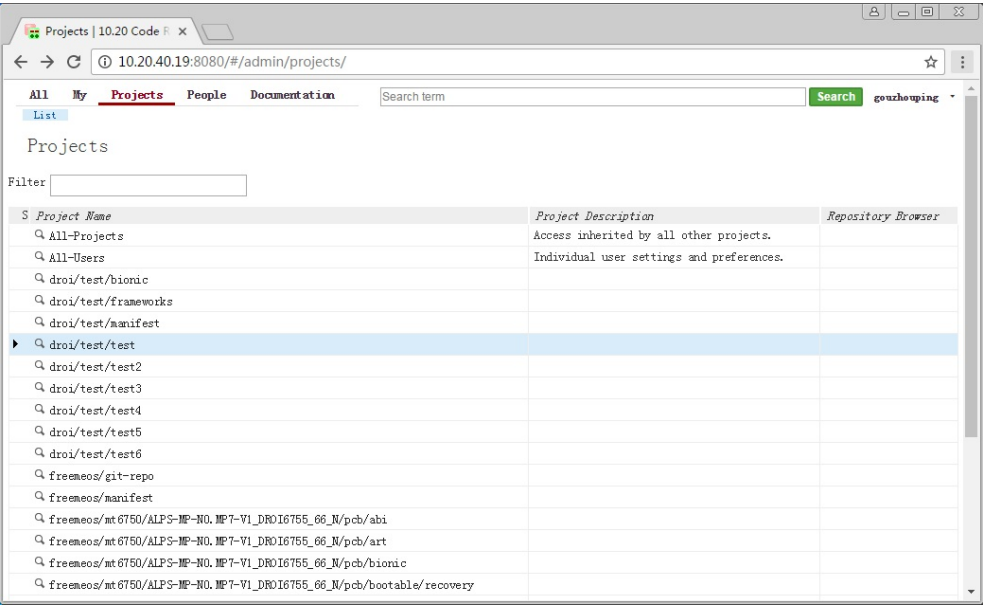 Projects | 10.20 Code R
10.20.40.19:8080/#/admin/projects/
All My Projects People Documentation Search term Search gouzhouping
List
Projects
Filter
S Project Name Project Description Repository Browser
All-Projects Access inherited by all other projects.
All-Users Individual user settings and preferences.
droi/test/bionic
droi/test/frameworks
droi/test/manifest
droi/test/test
droi/test/test2
droi/test/test3
droi/test/test4
droi/test/test5
droi/test/test6
freemeos/git-repo
freemeos/manifest
freemeos/mt6750/ALPS-MP-N0.MP7-V1_DROI6755_66_N/pcb/abi
freemeos/mt6750/ALPS-MP-N0.MP7-V1_DROI6755_66_N/pcb/art
freemeos/mt6750/ALPS-MP-N0.MP7-V1_DROI6755_66_N/pcb/bionic
freemeos/mt6750/ALPS-MP-N0.MP7-V1_DROI6755_66_N/pcb/bootable/recovery